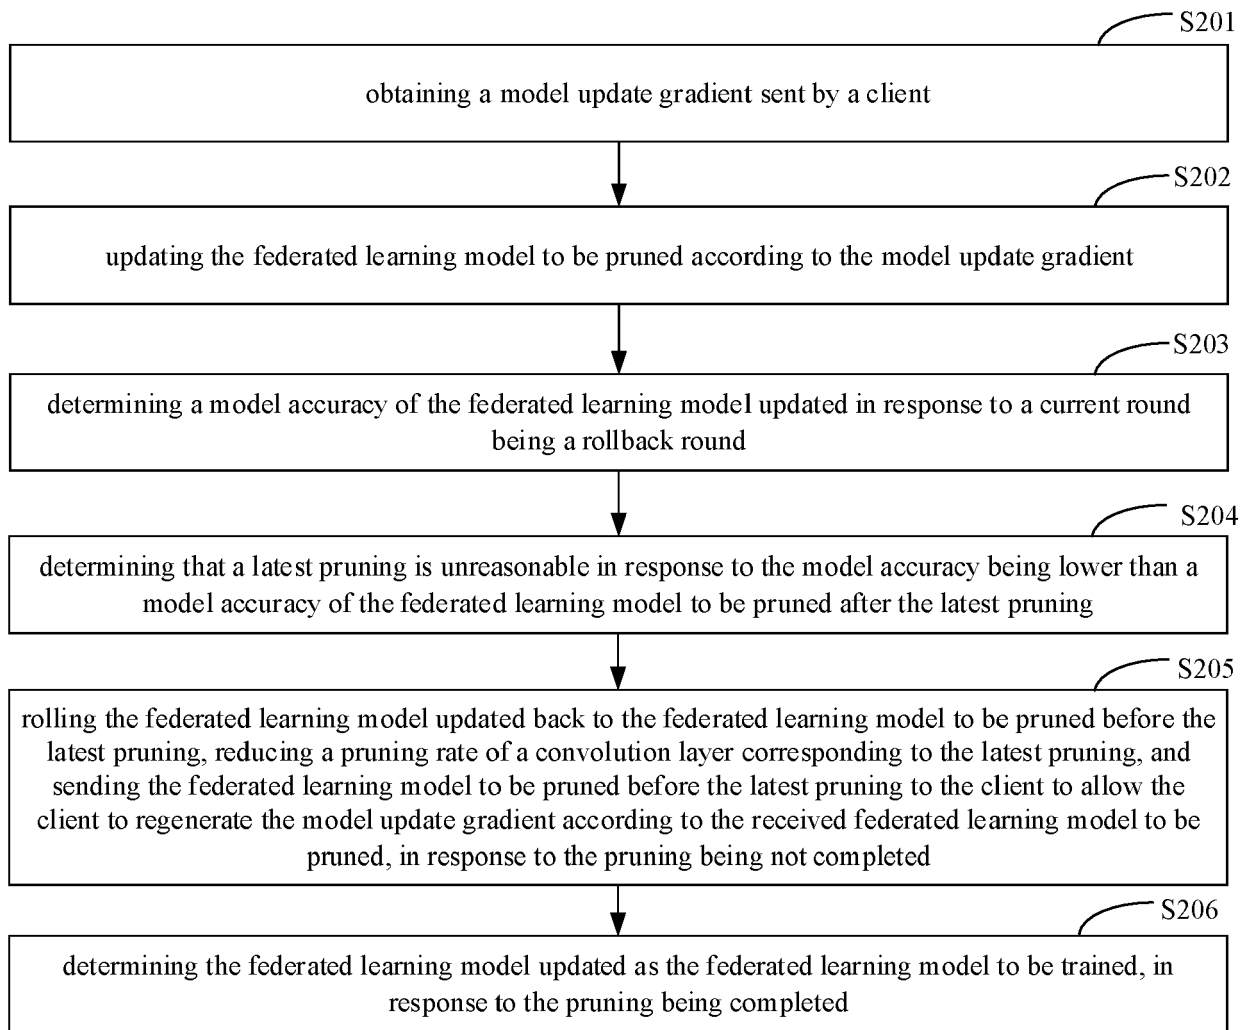 S201
obtaining a model update gradient sent by a client
S202
updating the federated learning model to be pruned according to the model update gradient
S203
determining a model accuracy of the federated learning model updated in response to a current round
being a rollback round
S204
determining that a latest pruning is unreasonable in response to the model accuracy being lower than a
model accuracy of the federated learning model to be pruned after the latest pruning
S205
rolling the federated learning model updated back to the federated learning model to be pruned before the
latest pruning, reducing a pruning rate of a convolution layer corresponding to the latest pruning, and
sending the federated learning model to be pruned before the latest pruning to the client to allow the
client to regenerate the model update gradient according to the received federated learning model to be
pruned, in response to the pruning being not completed
S206
determining the federated learning model updated as the federated learning model to be trained, in
response to the pruning being completed